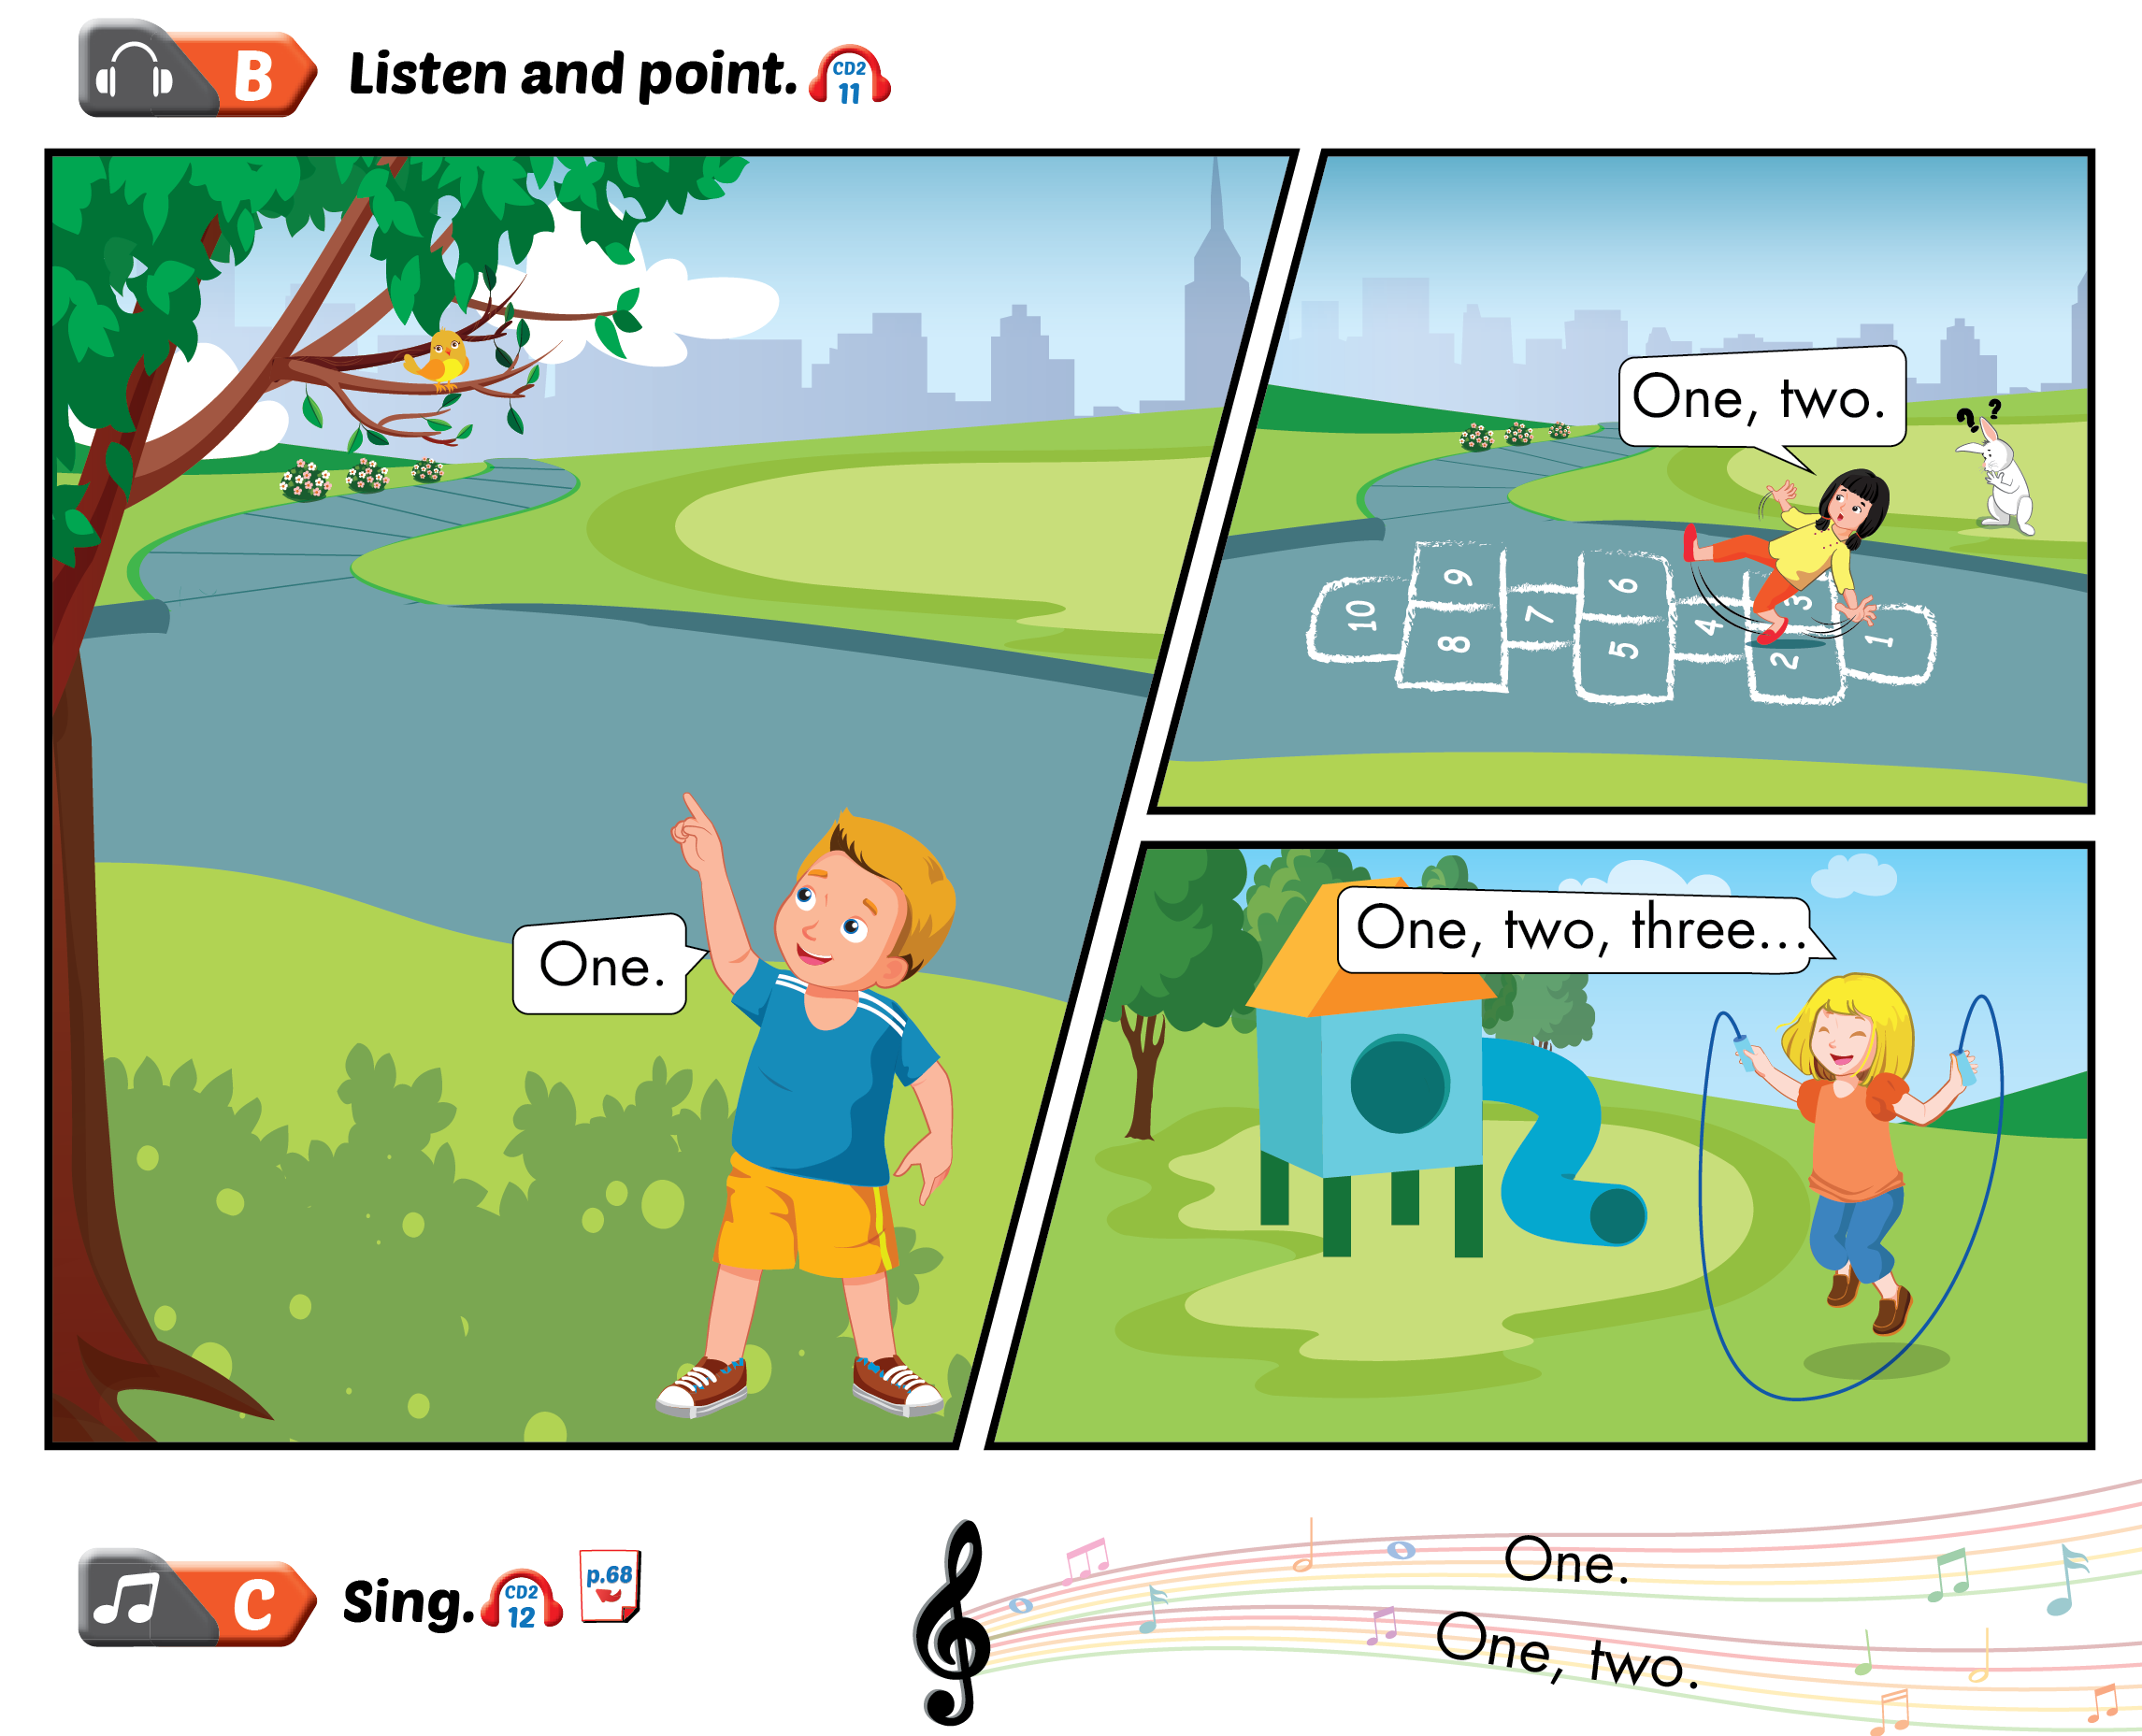 B Listen and point. CD2 11
One.
One, two.
? ?
10 9 8 7 6 5 4 3 2 1
One, two, three...
C Sing. CD2 12 p.68
One.
One, two.